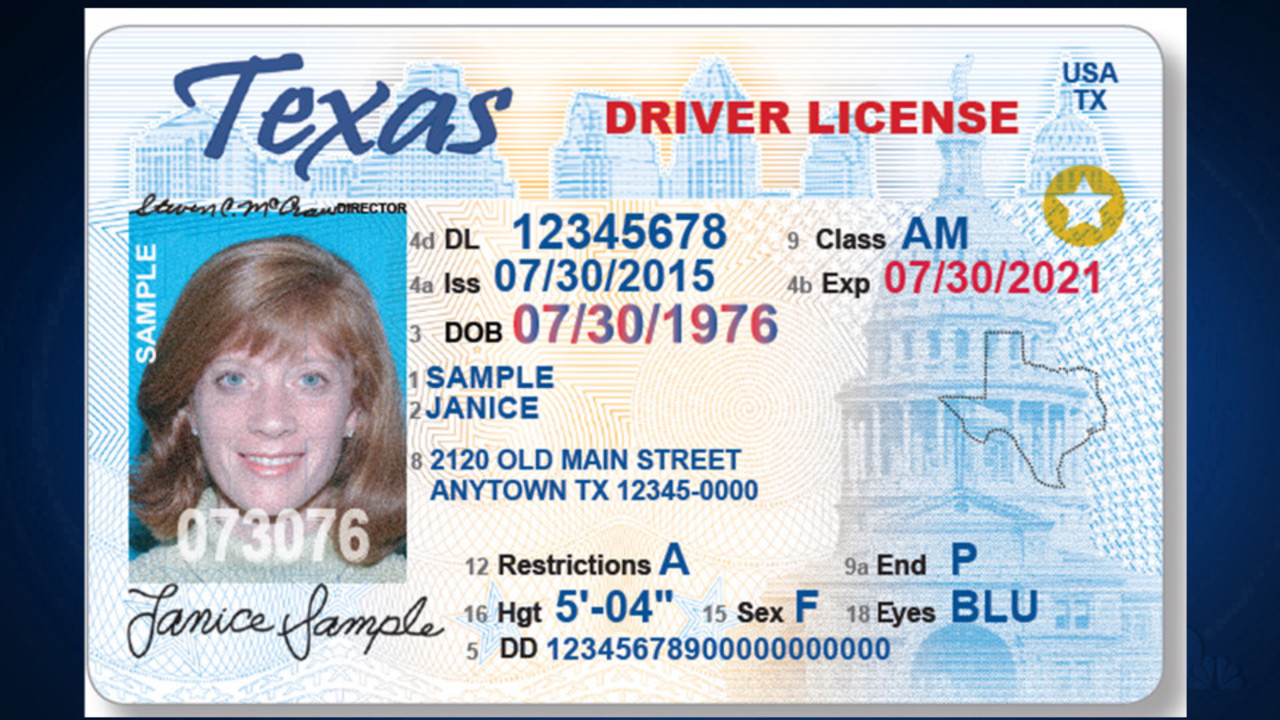 Texas
DRIVER LICENSE
USA
TX
Steven C. McCraw DIRECTOR
SAMPLE
4d DL 12345678
9 Class AM
4a Iss 07/30/2015
4b Exp 07/30/2021
3 DOB 07/30/1976
1 SAMPLE
2 JANICE
8 2120 OLD MAIN STREET
ANYTOWN TX 12345-0000
073076
12 Restrictions A
9a End P
16 Hgt 5'-04" 15 Sex F 18 Eyes BLU
5 DD 12345678900000000000
Janice Sample